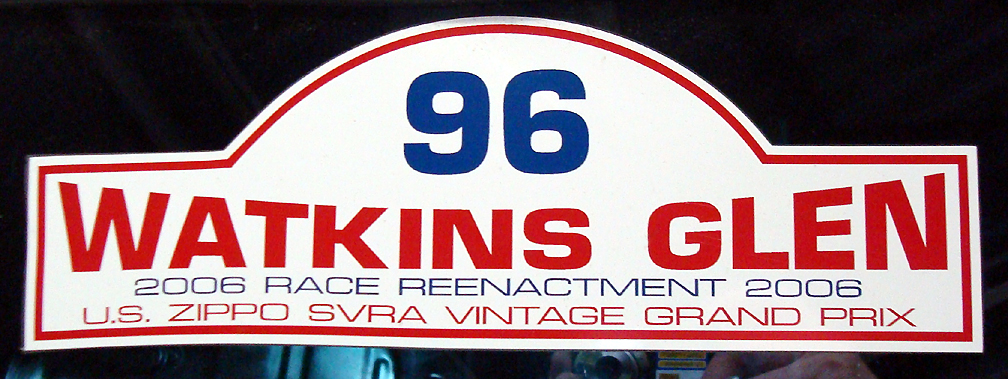 96
WATKINS GLEN
2006 RACE REENACTMENT 2006
U.S. ZIPPO SVRA VINTAGE GRAND PRIX